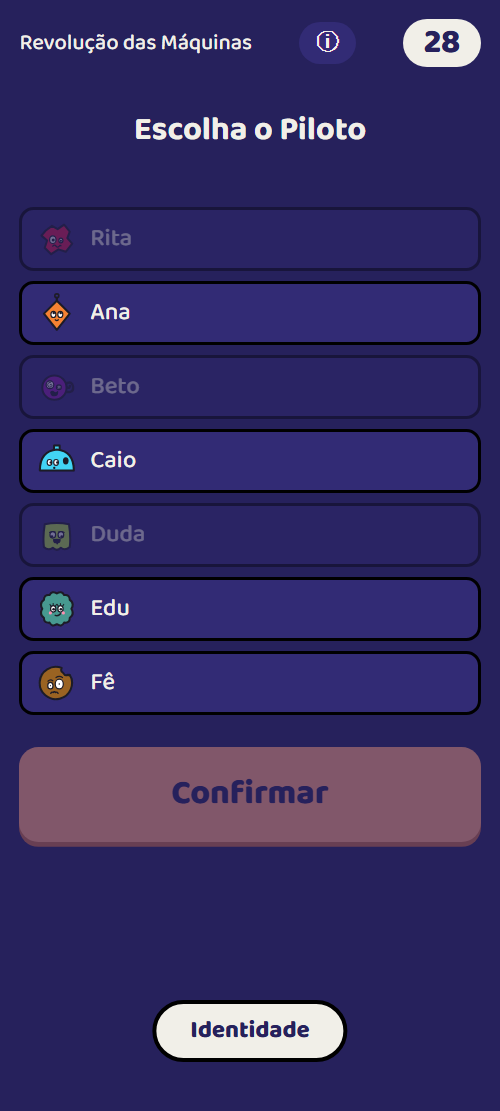 Revolução das Máquinas
28
Escolha o Piloto
Rita
Ana
Beto
Caio
Duda
Edu
Fê
Confirmar
Identidade